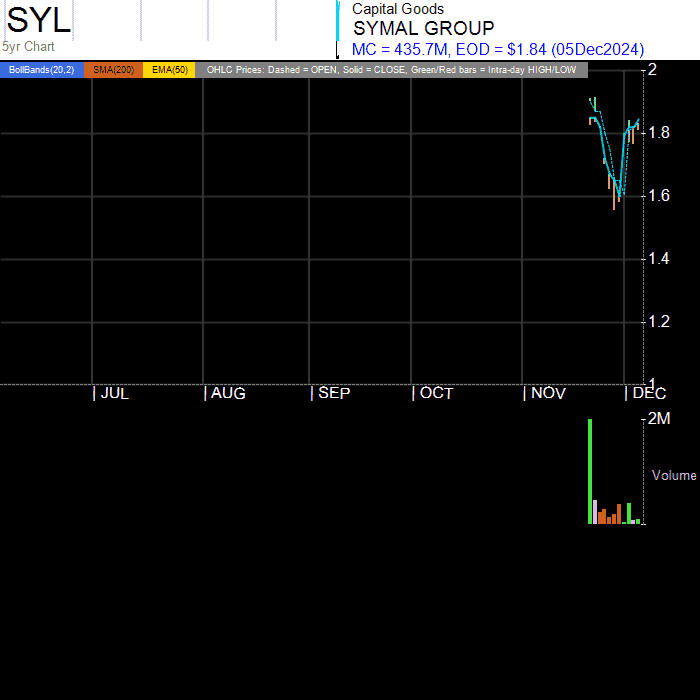 SYL
5yr Chart
Capital Goods
SYMAL GROUP
MC = 435.7M, EOD = $1.84 (05Dec2024)
BollBands(20,2) SMA(200) EMA(50) OHLC Prices: Dashed = OPEN, Solid = CLOSE, Green/Red bars = Intra-day HIGH/LOW
2
1.8
1.6
1.4
1.2
1
JUL AUG SEP OCT NOV DEC
2M
Volume